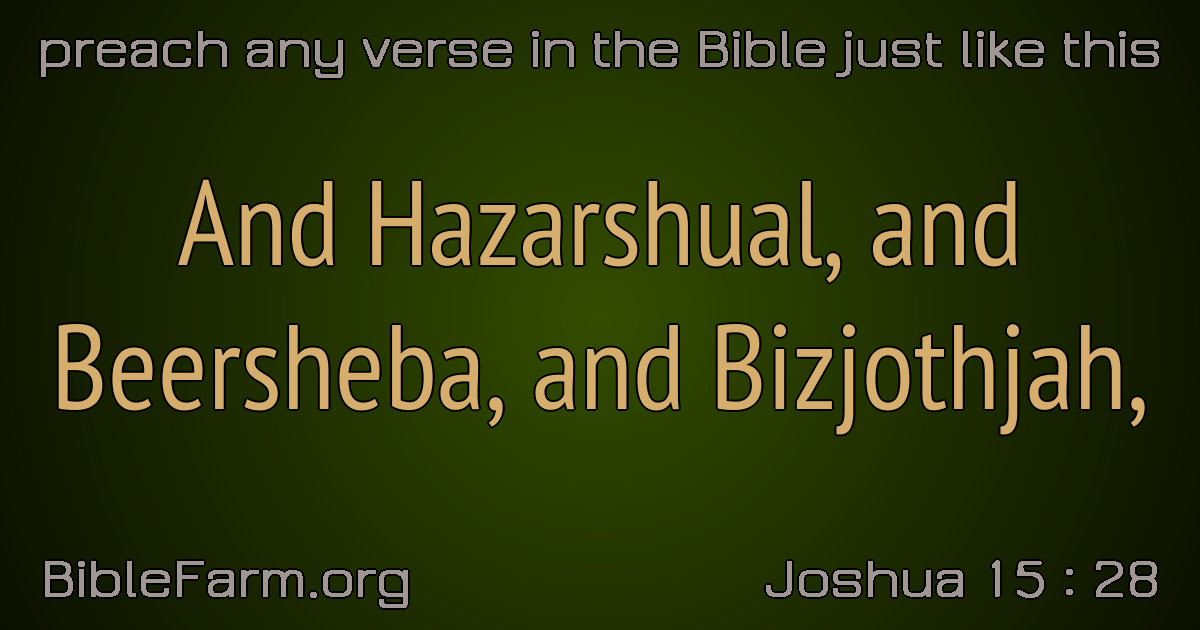 preach any verse in the Bible just like this
And Hazarshual, and
Beersheba, and Bizjothjah,
BibleFarm.org
Joshua 15 : 28